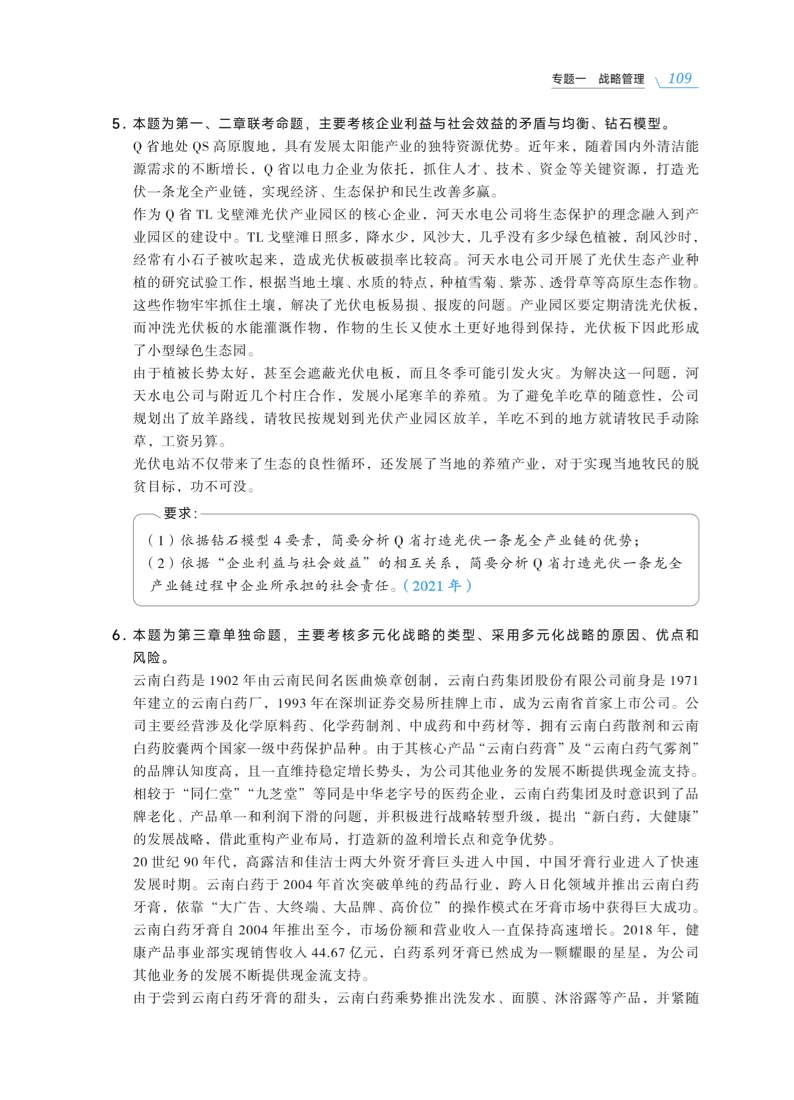 专题一　战略管理　109
5. 本题为第一、二章联考命题，主要考核企业利益与社会效益的矛盾与均衡、钻石模型。
Q 省地处 QS 高原腹地，具有发展太阳能产业的独特资源优势。近年来，随着国内外清洁能
源需求的不断增长，Q 省以电力企业为依托，抓住人才、技术、资金等关键资源，打造光
伏一条龙全产业链，实现经济、生态保护和民生改善多赢。
作为 Q 省 TL 戈壁滩光伏产业园区的核心企业，河天水电公司将生态保护的理念融入到产
业园区的建设中。TL 戈壁滩日照多，降水少，风沙大，几乎没有多少绿色植被，刮风沙时，
经常有小石子被吹起来，造成光伏板破损率比较高。河天水电公司开展了光伏生态产业种
植的研究试验工作，根据当地土壤、水质的特点，种植雪菊、紫苏、透骨草等高原生态作物。
这些作物牢牢抓住土壤，解决了光伏电板易损、报废的问题。产业园区要定期清洗光伏板，
而冲洗光伏板的水能灌溉作物，作物的生长又使水土更好地得到保持，光伏板下因此形成
了小型绿色生态园。
由于植被长势太好，甚至会遮蔽光伏电板，而且冬季可能引发火灾。为解决这一问题，河
天水电公司与附近几个村庄合作，发展小尾寒羊的养殖。为了避免羊吃草的随意性，公司
规划出了放羊路线，请牧民按规划到光伏产业园区放羊，羊吃不到的地方就请牧民手动除
草，工资另算。
光伏电站不仅带来了生态的良性循环，还发展了当地的养殖产业，对于实现当地牧民的脱
贫目标，功不可没。
要求：
（1）依据钻石模型 4 要素，简要分析 Q 省打造光伏一条龙全产业链的优势；
（2）依据“企业利益与社会效益”的相互关系，简要分析 Q 省打造光伏一条龙全
产业链过程中企业所承担的社会责任。（2021 年）
6. 本题为第三章单独命题，主要考核多元化战略的类型、采用多元化战略的原因、优点和
风险。
云南白药是 1902 年由云南民间名医曲焕章创制，云南白药集团股份有限公司前身是 1971
年建立的云南白药厂，1993 年在深圳证券交易所挂牌上市，成为云南省首家上市公司。公
司主要经营涉及化学原料药、化学药制剂、中成药和中药材等，拥有云南白药散剂和云南
白药胶囊两个国家一级中药保护品种。由于其核心产品“云南白药膏”及“云南白药气雾剂”
的品牌认知度高，且一直维持稳定增长势头，为公司其他业务的发展不断提供现金流支持。
相较于“同仁堂”“九芝堂”等同是中华老字号的医药企业，云南白药集团及时意识到了品
牌老化、产品单一和利润下滑的问题，并积极进行战略转型升级，提出“新白药，大健康”
的发展战略，借此重构产业布局，打造新的盈利增长点和竞争优势。
20 世纪 90 年代，高露洁和佳洁士两大外资牙膏巨头进入中国，中国牙膏行业进入了快速
发展时期。云南白药于 2004 年首次突破单纯的药品行业，跨入日化领域并推出云南白药
牙膏，依靠“大广告、大终端、大品牌、高价位”的操作模式在牙膏市场中获得巨大成功。
云南白药牙膏自 2004 年推出至今，市场份额和营业收入一直保持高速增长。2018 年，健
康产品事业部实现销售收入 44.67 亿元，白药系列牙膏已然成为一颗耀眼的星星，为公司
其他业务的发展不断提供现金流支持。
由于尝到云南白药牙膏的甜头，云南白药乘势推出洗发水、面膜、沐浴露等产品，并紧随